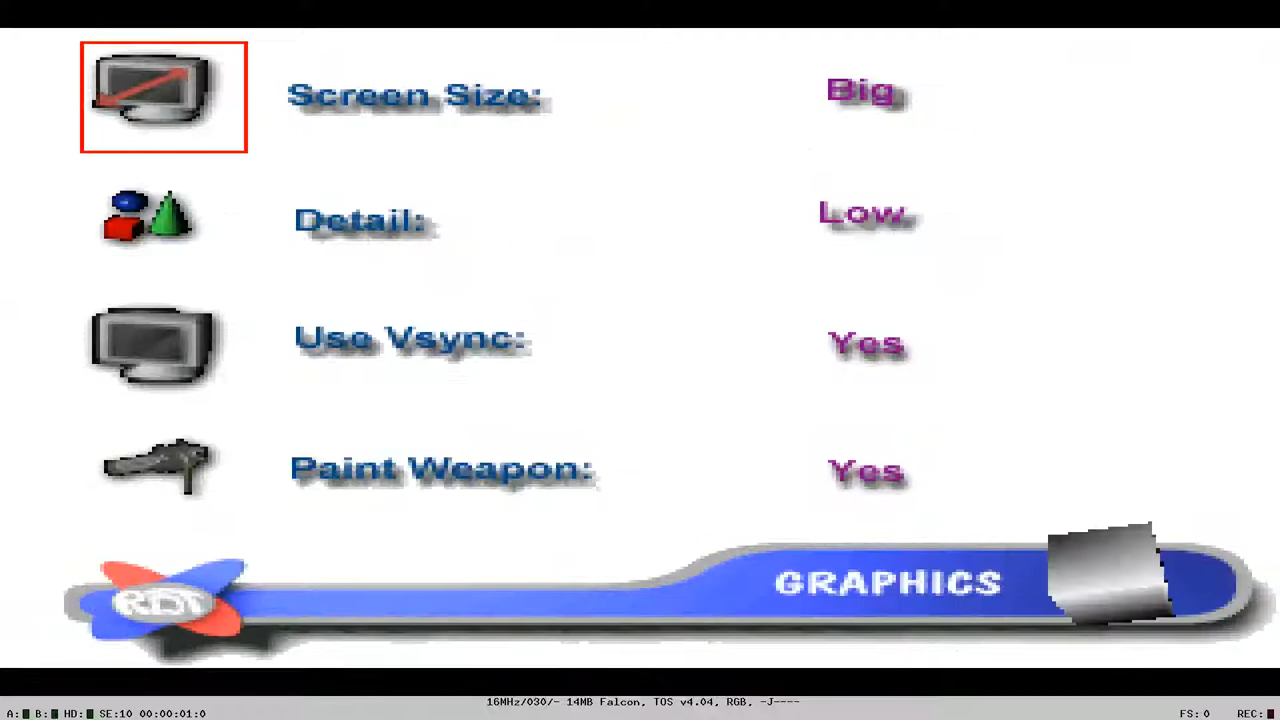 Screen Size: Big
Detail: Low
Use Vsync: Yes
Paint Weapon: Yes
GRAPHICS
16MHz/030/- 14MB Falcon, TOS v4.04, RGB, -J----
A: B: HD: SE:10 00:00:01:0 FS:0 REC: